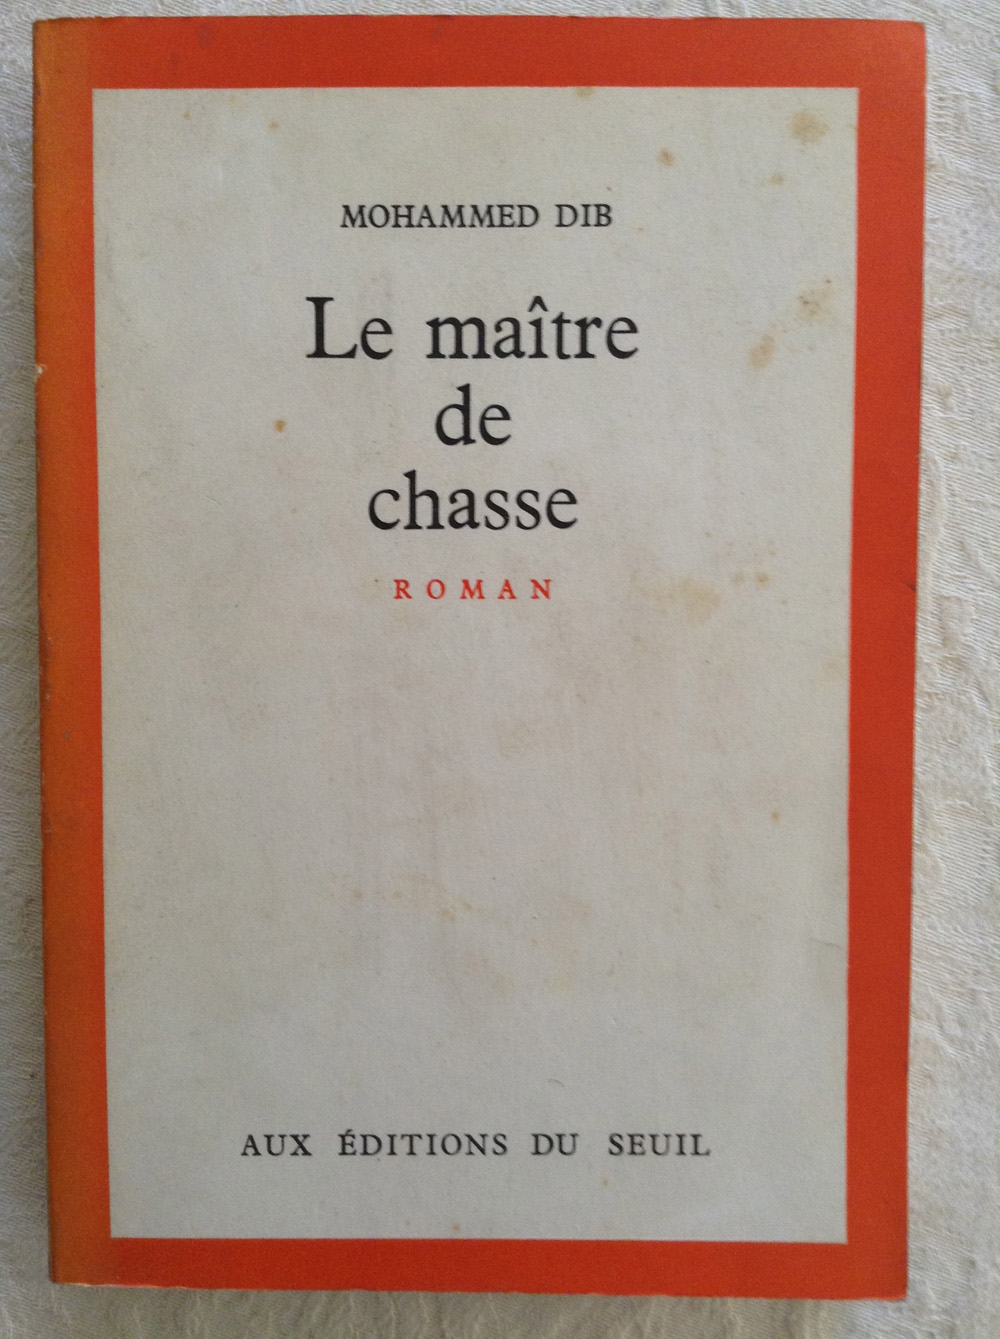 MOHAMMED DIB
Le maître
de
chasse
ROMAN
AUX ÉDITIONS DU SEUIL